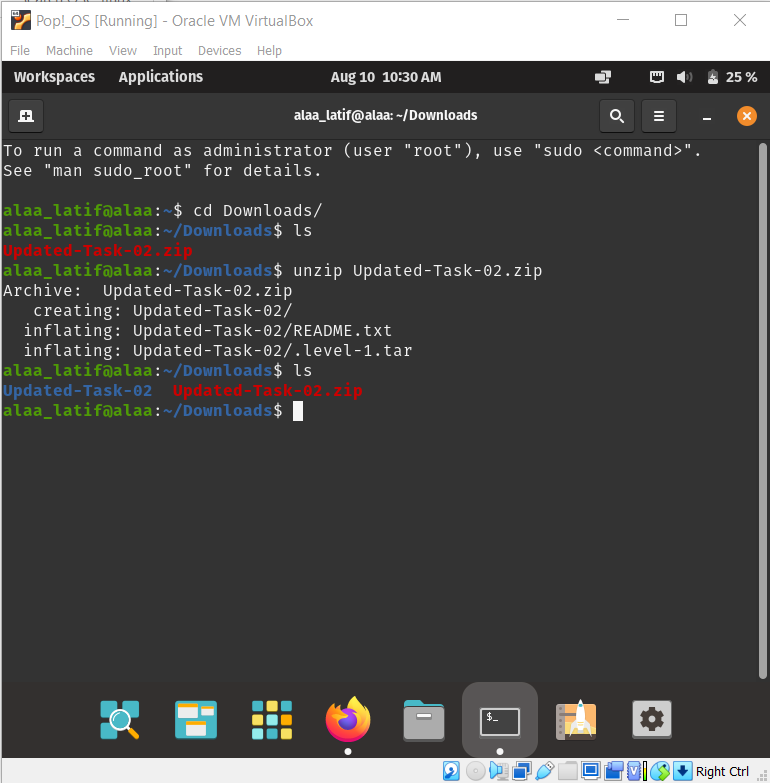 Pop!_OS [Running] - Oracle VM VirtualBox
File Machine View Input Devices Help
Workspaces Applications Aug 10 10:30 AM 25 %
alaa_latif@alaa: ~/Downloads
To run a command as administrator (user "root"), use "sudo <command>".
See "man sudo_root" for details.
alaa_latif@alaa:~$ cd Downloads/
alaa_latif@alaa:~/Downloads$ ls
Updated-Task-02.zip
alaa_latif@alaa:~/Downloads$ unzip Updated-Task-02.zip
Archive:  Updated-Task-02.zip
   creating: Updated-Task-02/
  inflating: Updated-Task-02/README.txt
  inflating: Updated-Task-02/.level-1.tar
alaa_latif@alaa:~/Downloads$ ls
Updated-Task-02  Updated-Task-02.zip
alaa_latif@alaa:~/Downloads$
$_
Right Ctrl